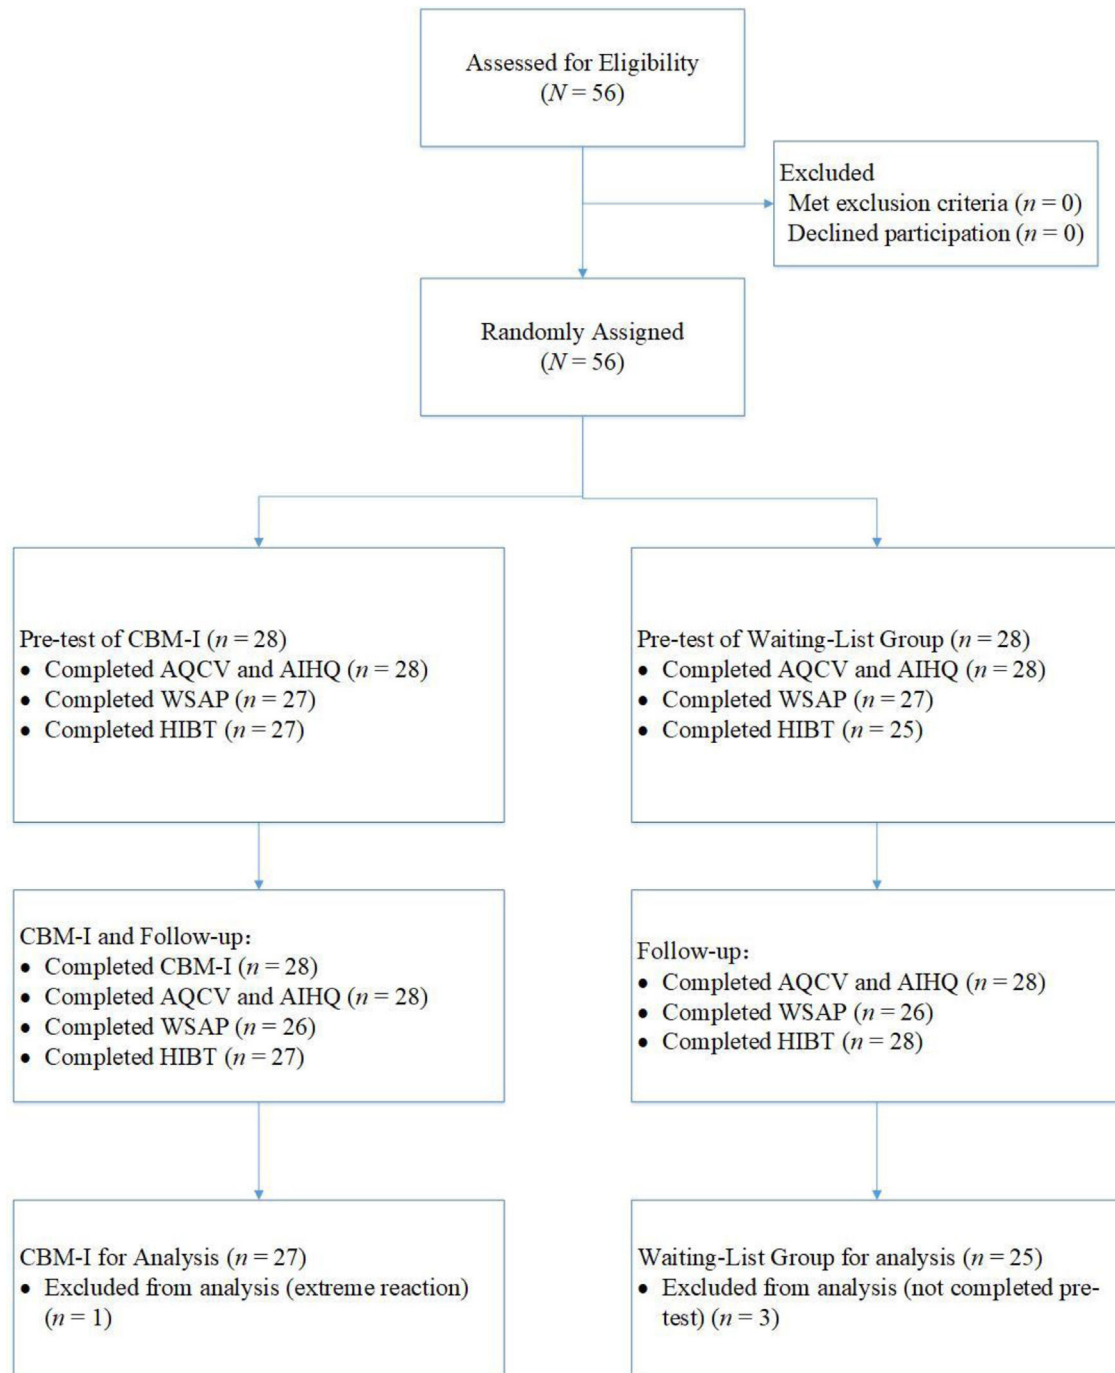 Assessed for Eligibility
(N = 56)
Excluded
Met exclusion criteria (n = 0)
Declined participation (n = 0)
Randomly Assigned
(N = 56)
Pre-test of CBM-I (n = 28)
• Completed AQCV and AIHQ (n = 28)
• Completed WSAP (n = 27)
• Completed HIBT (n = 27)
Pre-test of Waiting-List Group (n = 28)
• Completed AQCV and AIHQ (n = 28)
• Completed WSAP (n = 27)
• Completed HIBT (n = 25)
CBM-I and Follow-up：
• Completed CBM-I (n = 28)
• Completed AQCV and AIHQ (n = 28)
• Completed WSAP (n = 26)
• Completed HIBT (n = 27)
Follow-up：
• Completed AQCV and AIHQ (n = 28)
• Completed WSAP (n = 26)
• Completed HIBT (n = 28)
CBM-I for Analysis (n = 27)
• Excluded from analysis (extreme reaction)
(n = 1)
Waiting-List Group for analysis (n = 25)
• Excluded from analysis (not completed pre-
test) (n = 3)